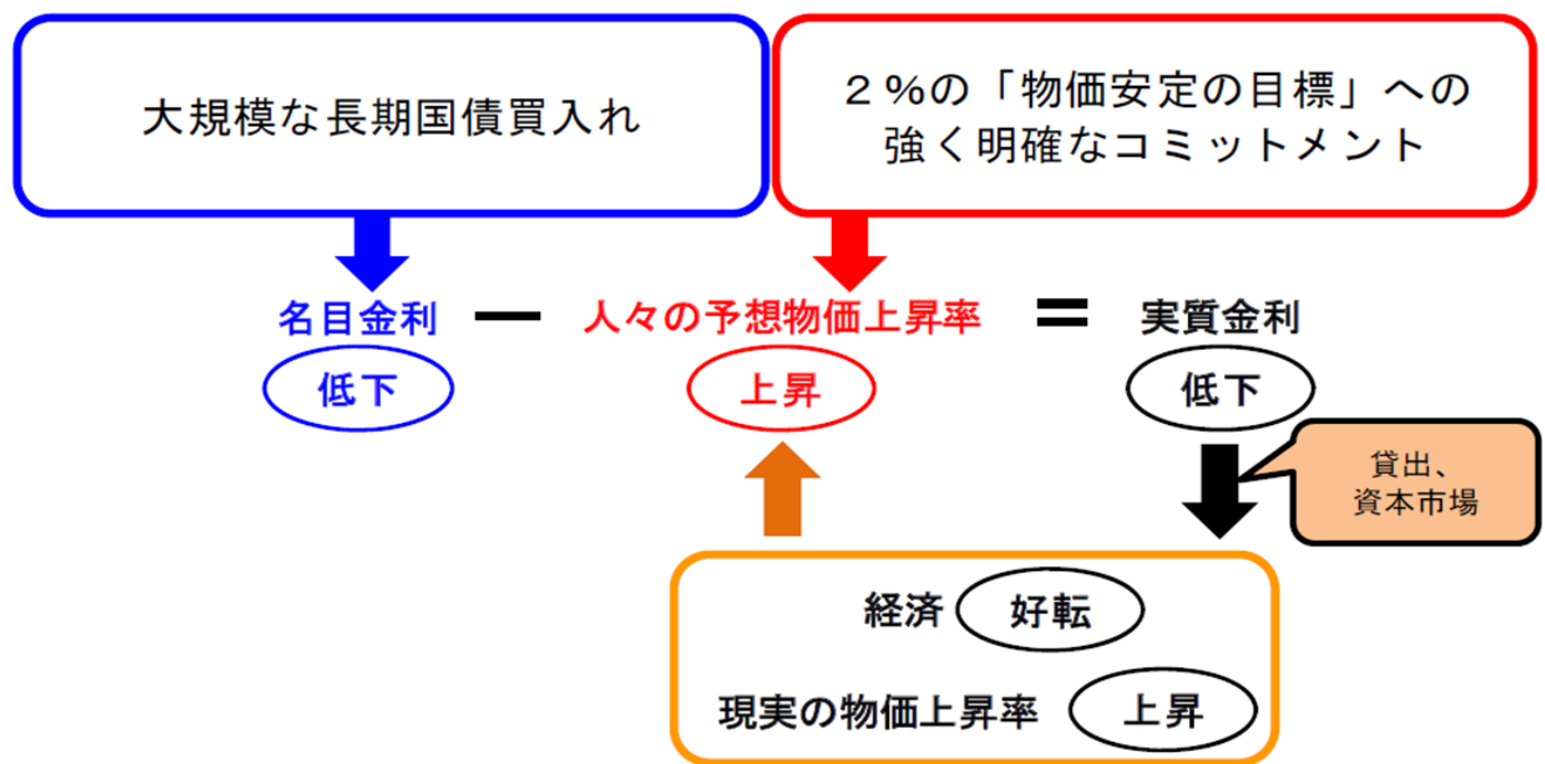 大規模な長期国債買入れ
2%の「物価安定の目標」への
強く明確なコミットメント
名目金利 － 人々の予想物価上昇率 ＝ 実質金利
低下 上昇 低下
貸出、
資本市場
経済 好転
現実の物価上昇率 上昇